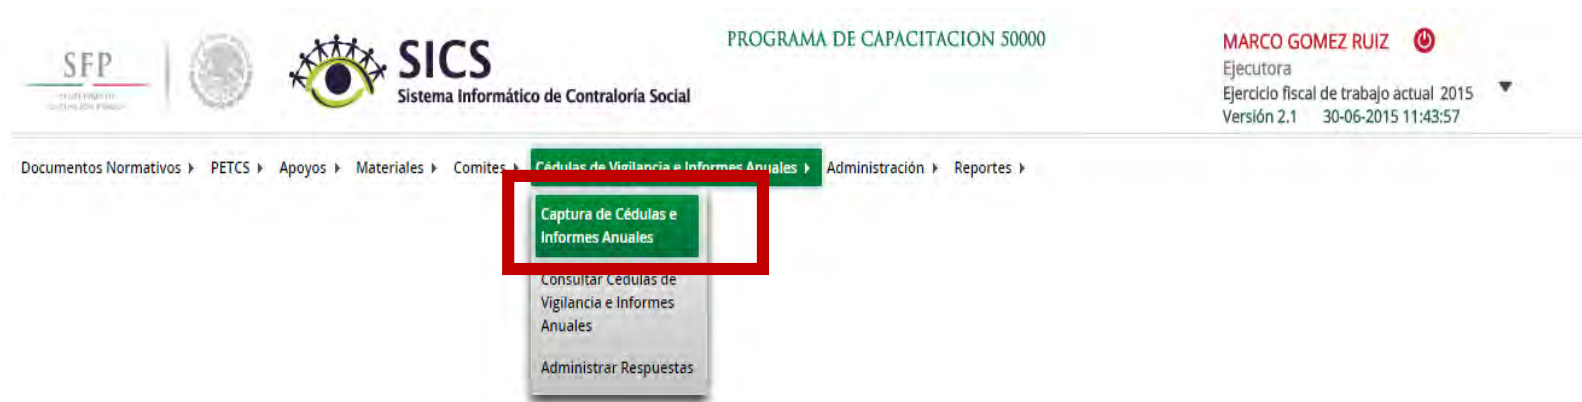 SFP
SICS
Sistema Informático de Contraloría Social
PROGRAMA DE CAPACITACION 50000
MARCO GOMEZ RUIZ
Ejecutora
Ejercicio fiscal de trabajo actual 2015
Versión 2.1 30-06-2015 11:43:57
Documentos Normativos PETCS Apoyos Materiales Comites Cédulas de Vigilancia e Informes Anuales Administración Reportes
Captura de Cédulas e
Informes Anuales
Consultar Cédulas de
Vigilancia e Informes
Anuales
Administrar Respuestas